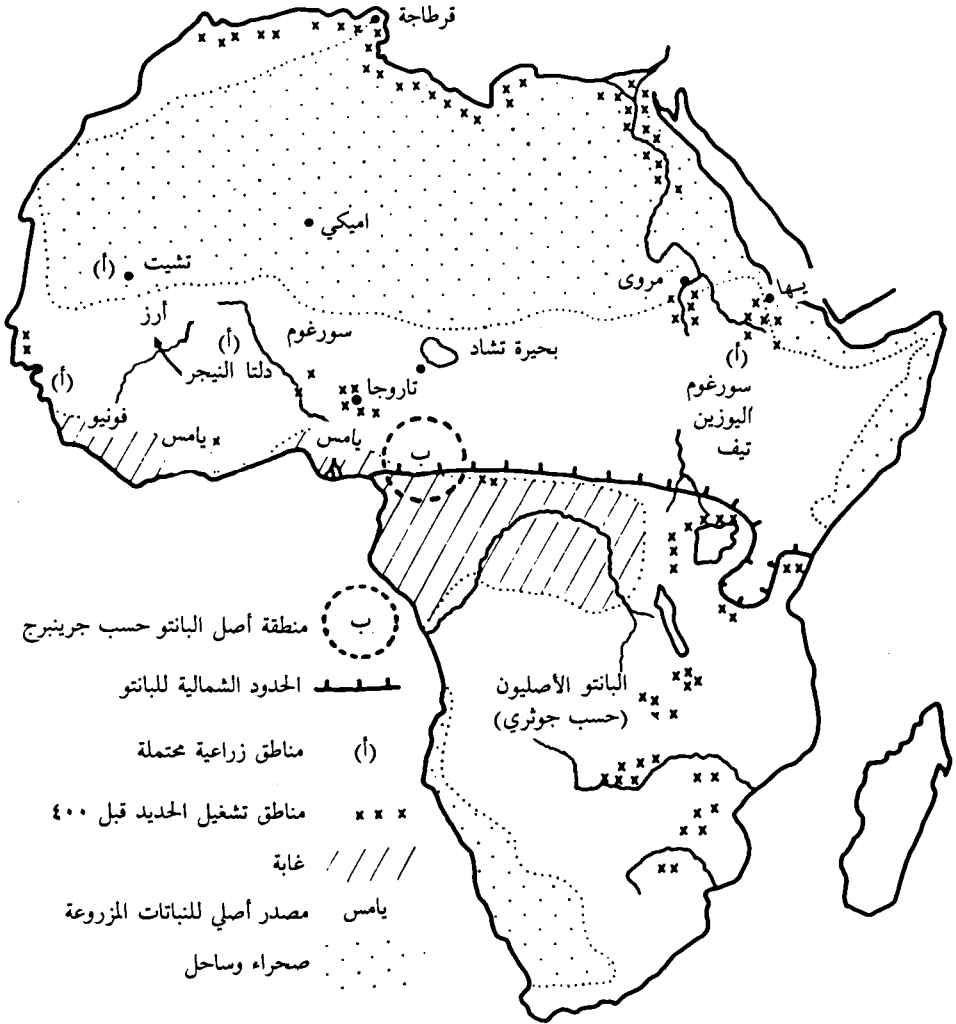 قرطاجة
اميكي
تشيت
(أ)
مروى
يها
أرز
(أ)
سورغوم
بحيرة تشاد
دلتا النيجر
تاروجا
(أ)
(أ)
سورغوم
اليوزين
تيف
فونيو
يامس
يامس
ب
البانتو الأصليون
(حسب جوثري)
ب
منطقة أصل البانتو حسب جرينبرج
الحدود الشمالية للبانتو
(أ)
مناطق زراعية محتملة
x x x
مناطق تشغيل الحديد قبل ٤٠٠
غابة
يامس
مصدر أصلي للنباتات المزروعة
صحراء وساحل